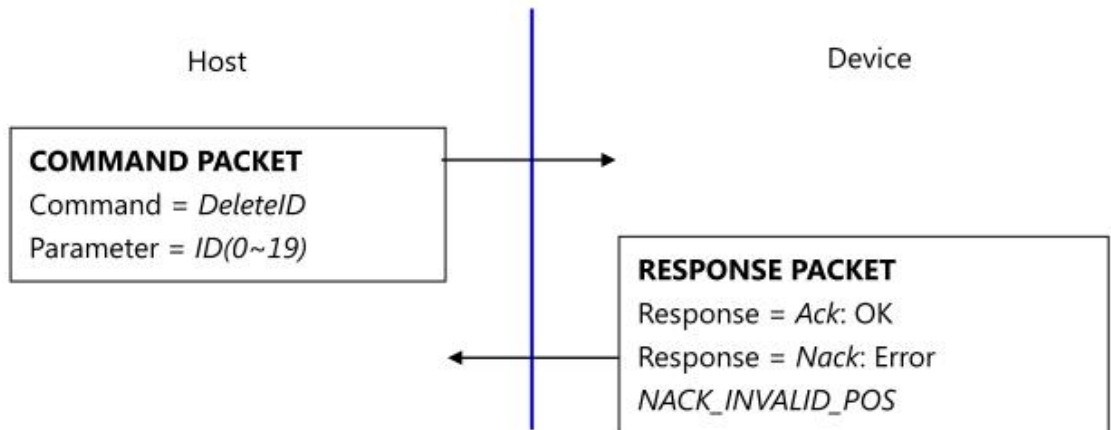 Host
Device
COMMAND PACKET
Command = DeleteID
Parameter = ID(0~19)
RESPONSE PACKET
Response = Ack: OK
Response = Nack: Error
NACK_INVALID_POS